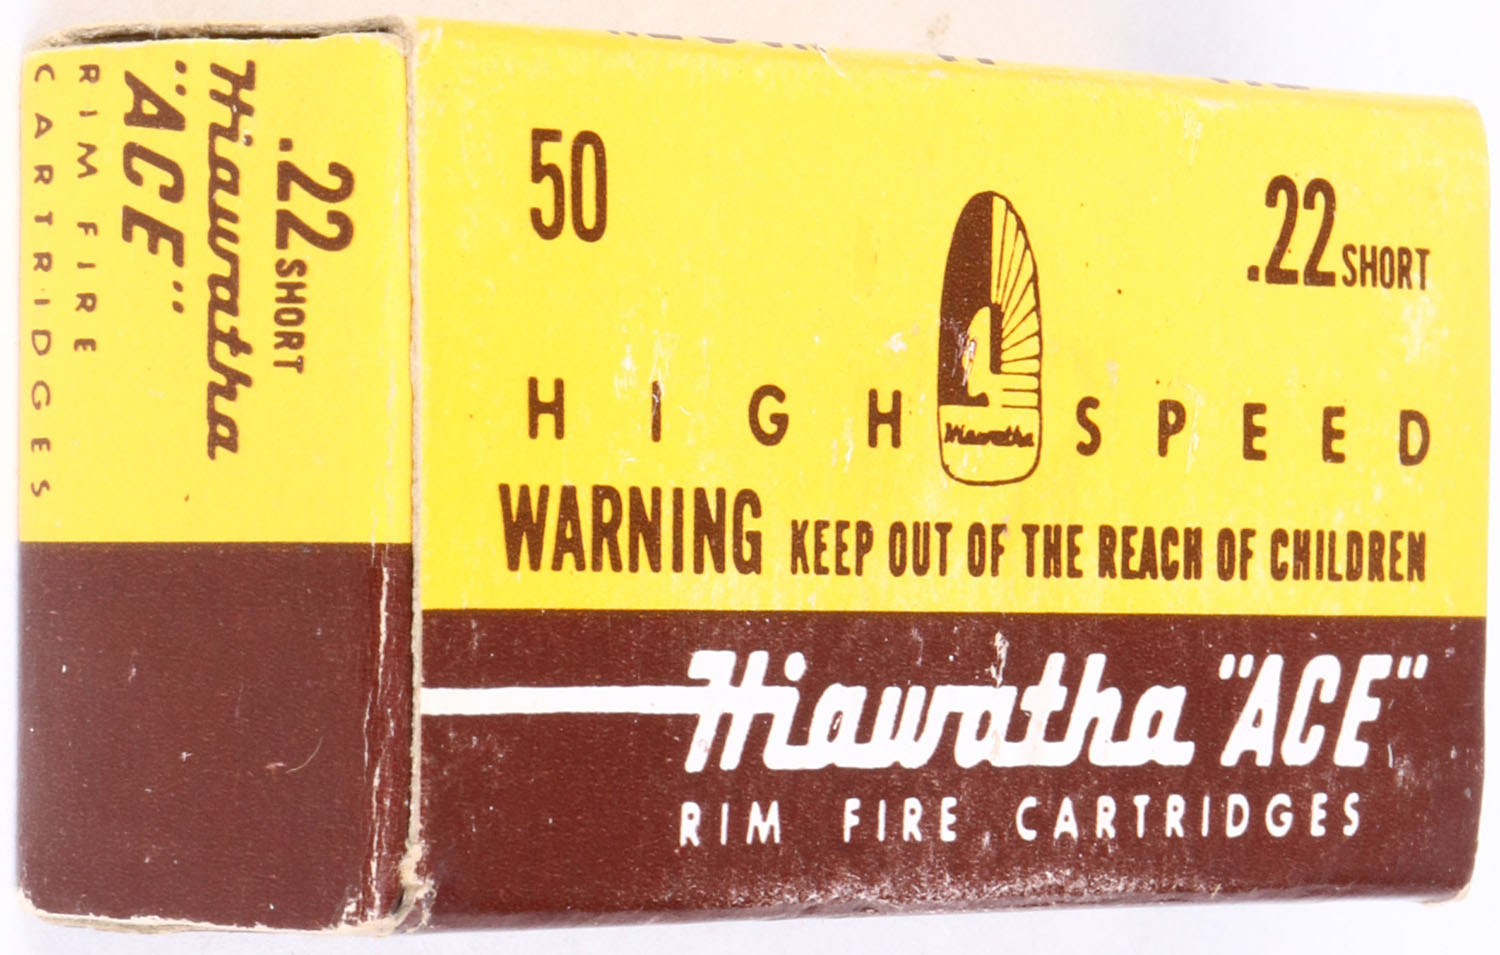 .22 SHORT
Hiawatha
"ACE"
RIM FIRE
CARTRIDGES
50
.22 SHORT
HIGH SPEED
Hiawatha
WARNING KEEP OUT OF THE REACH OF CHILDREN
Hiawatha "ACE"
RIM FIRE CARTRIDGES